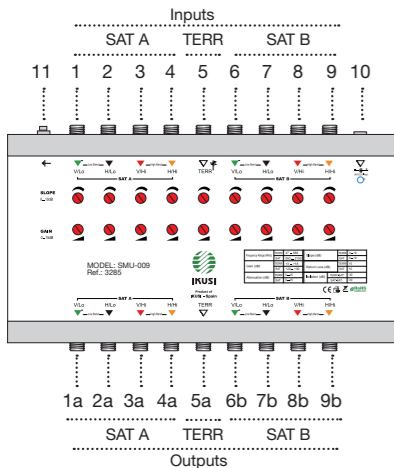 Inputs
SAT A TERR SAT B
11 1 2 3 4 5 6 7 8 9 10
V/Lo H/Lo V/Hi H/Hi TERR V/Lo H/Lo V/Hi H/Hi
SAT A SAT B
SLOPE
GAIN
MODEL: SMU-009
Ref.: 3285
IKUSI
Product of
IKUSI - Spain
SAT A SAT B
V/Lo H/Lo V/Hi H/Hi TERR V/Lo H/Lo V/Hi H/Hi
1a 2a 3a 4a 5a 6b 7b 8b 9b
SAT A TERR SAT B
Outputs